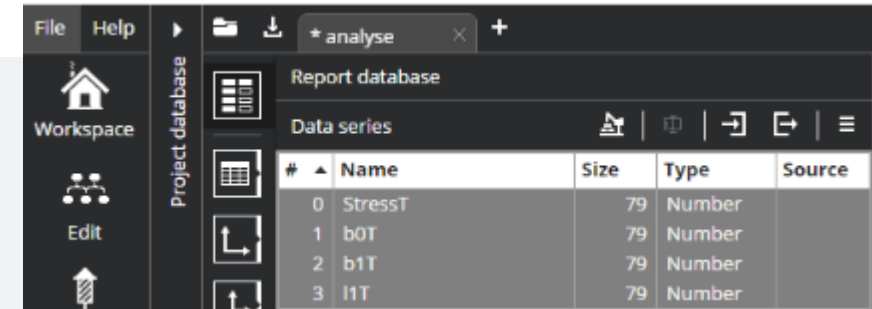 File Help
* analyse
Project database
Workspace
Edit
Report database
Data series
# Name Size Type Source
0 StressT 79 Number
1 b0T 79 Number
2 b1T 79 Number
3 l1T 79 Number